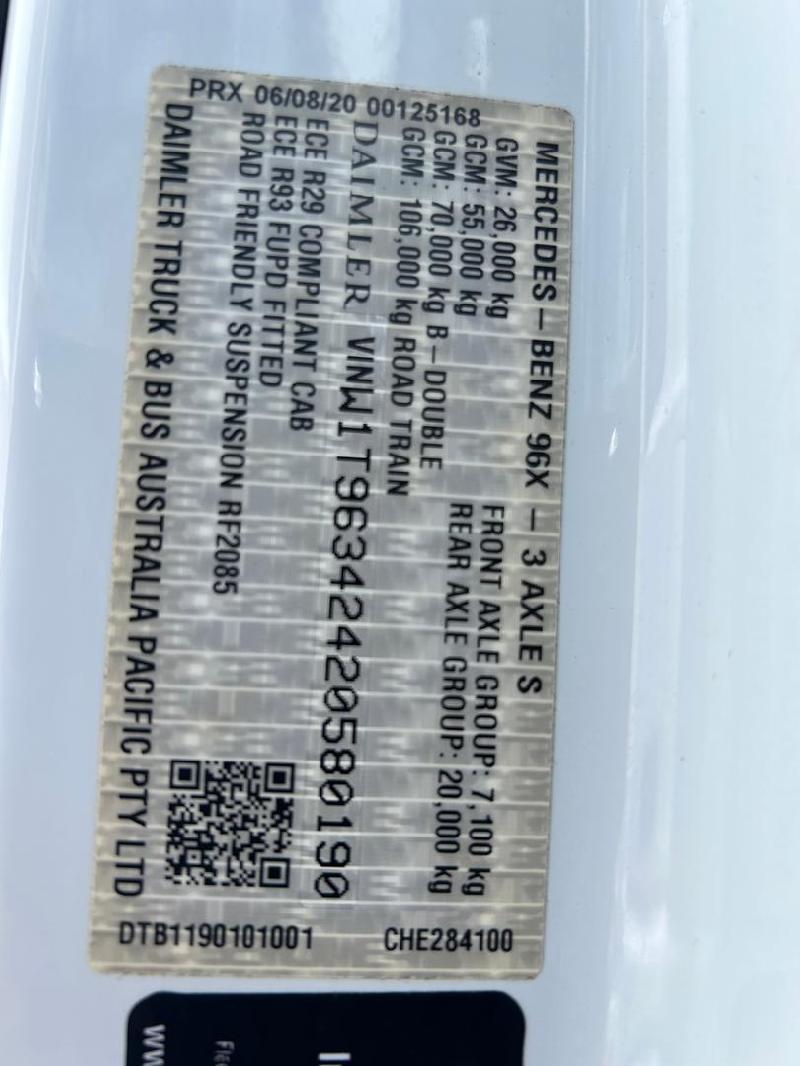 PRX 06/08/20 00125168
MERCEDES-BENZ 96X - 3 AXLE S
GVM: 26,000 kg FRONT AXLE GROUP: 7,100 kg
GCM: 55,000 kg REAR AXLE GROUP: 20,000 kg
GCM: 70,000 kg B-DOUBLE
GCM: 106,000 kg ROAD TRAIN
DAIMLER VINW1T96342420580190
ECE R29 COMPLIANT CAB
ECE R93 FUPD FITTED
ROAD FRIENDLY SUSPENSION RF2085
DAIMLER TRUCK & BUS AUSTRALIA PACIFIC PTY LTD
DTB1190101001 CHE284100